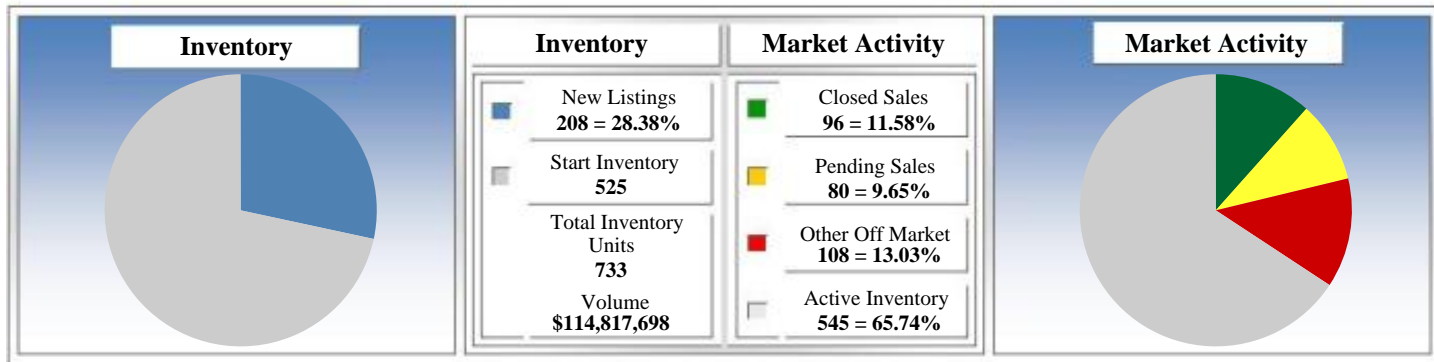 Inventory
Inventory
New Listings
208 = 28.38%
Start Inventory
525
Total Inventory
Units
733
Volume
$114,817,698
Market Activity
Closed Sales
96 = 11.58%
Pending Sales
80 = 9.65%
Other Off Market
108 = 13.03%
Active Inventory
545 = 65.74%
Market Activity